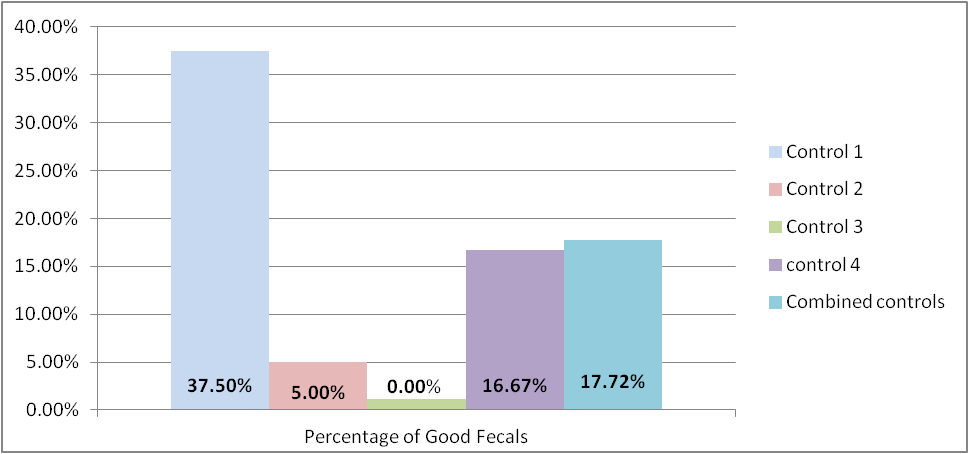 40.00%
35.00%
30.00%
25.00%
20.00%
15.00%
10.00%
5.00%
0.00%
37.50%
5.00%
0.00%
16.67%
17.72%
Percentage of Good Fecals
Control 1
Control 2
Control 3
control 4
Combined controls